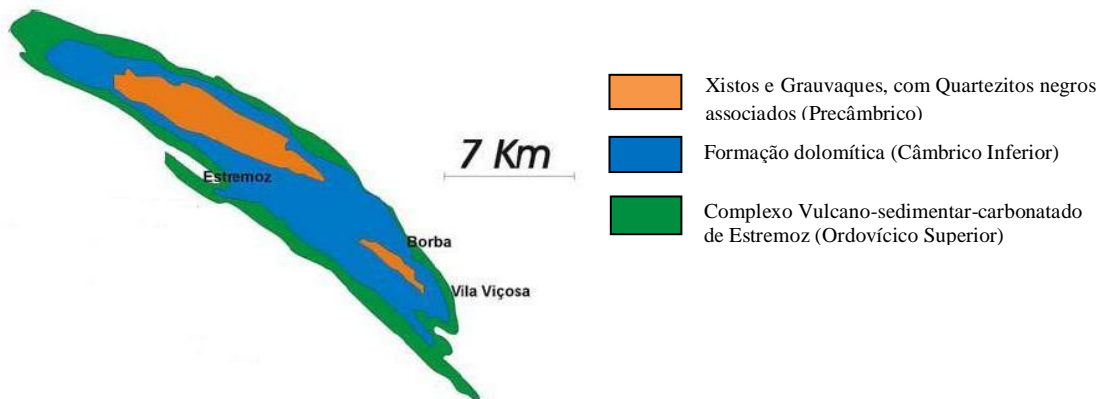 Estremoz
Borba
Vila Viçosa
7 Km
Xistos e Grauvaques, com Quartezitos negros
associados (Precâmbrico)
Formação dolomítica (Câmbrico Inferior)
Complexo Vulcano-sedimentar-carbonatado
de Estremoz (Ordovícico Superior)